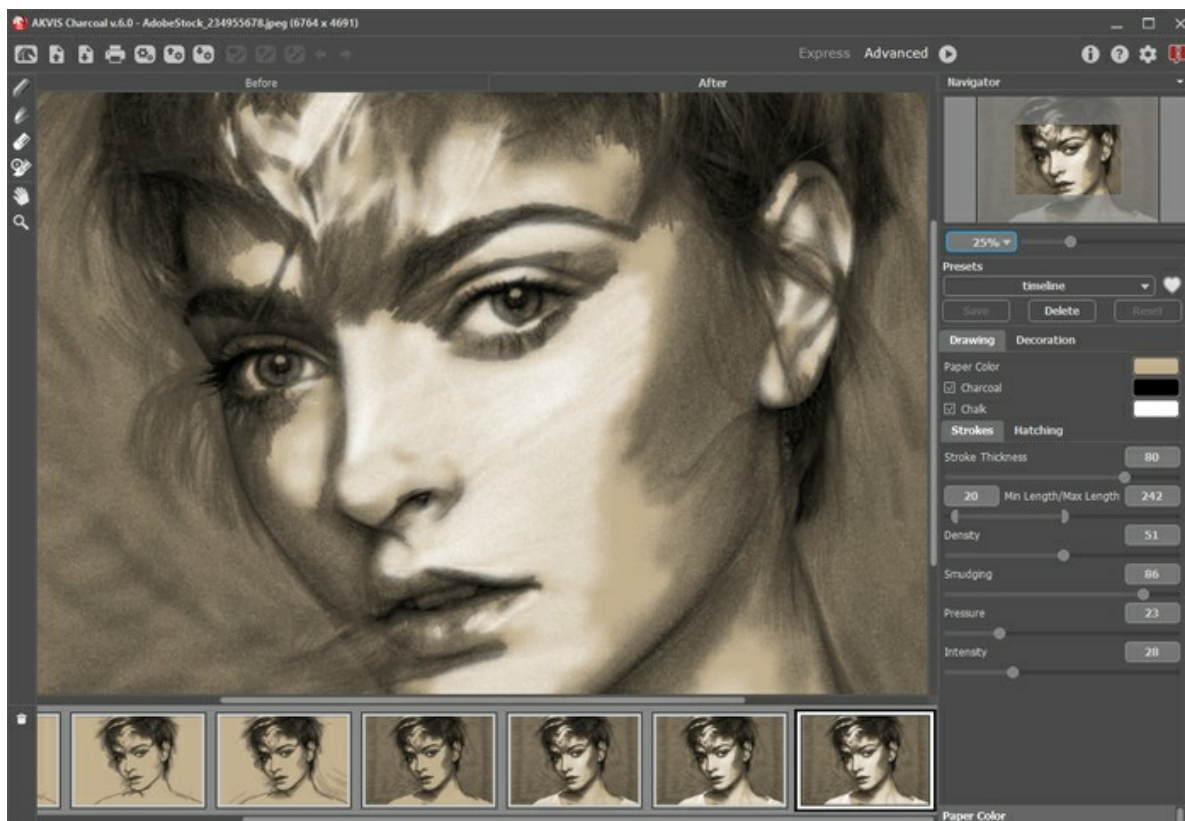 AKVIS Charcoal v.6.0 - AdobeStock_234955678.jpeg (6764 x 4691)
Express Advanced
Before After
Navigator
25%
Presets
timeline
Save Delete Reset
Drawing Decoration
Paper Color
Charcoal
Chalk
Strokes Hatching
Stroke Thickness 80
20 Min Length/Max Length 242
Density 51
Smudging 86
Pressure 23
Intensity 28
Paper Color